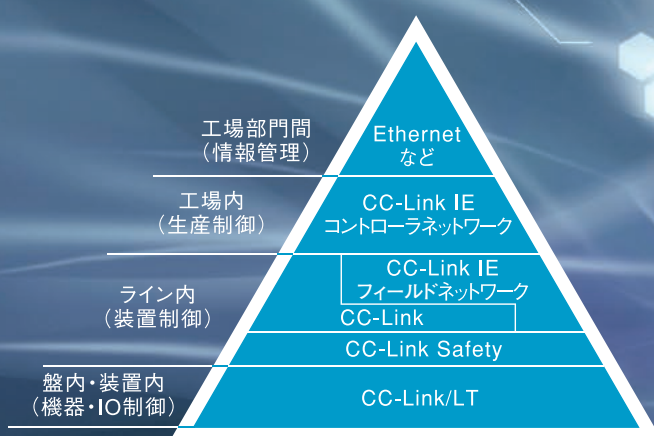 工場部門間
（情報管理）
Ethernet
など
工場内
（生産制御）
CC-Link IE
コントローラネットワーク
ライン内
（装置制御）
CC-Link IE
フィールドネットワーク
CC-Link
CC-Link Safety
盤内・装置内
（機器・IO制御）
CC-Link/LT